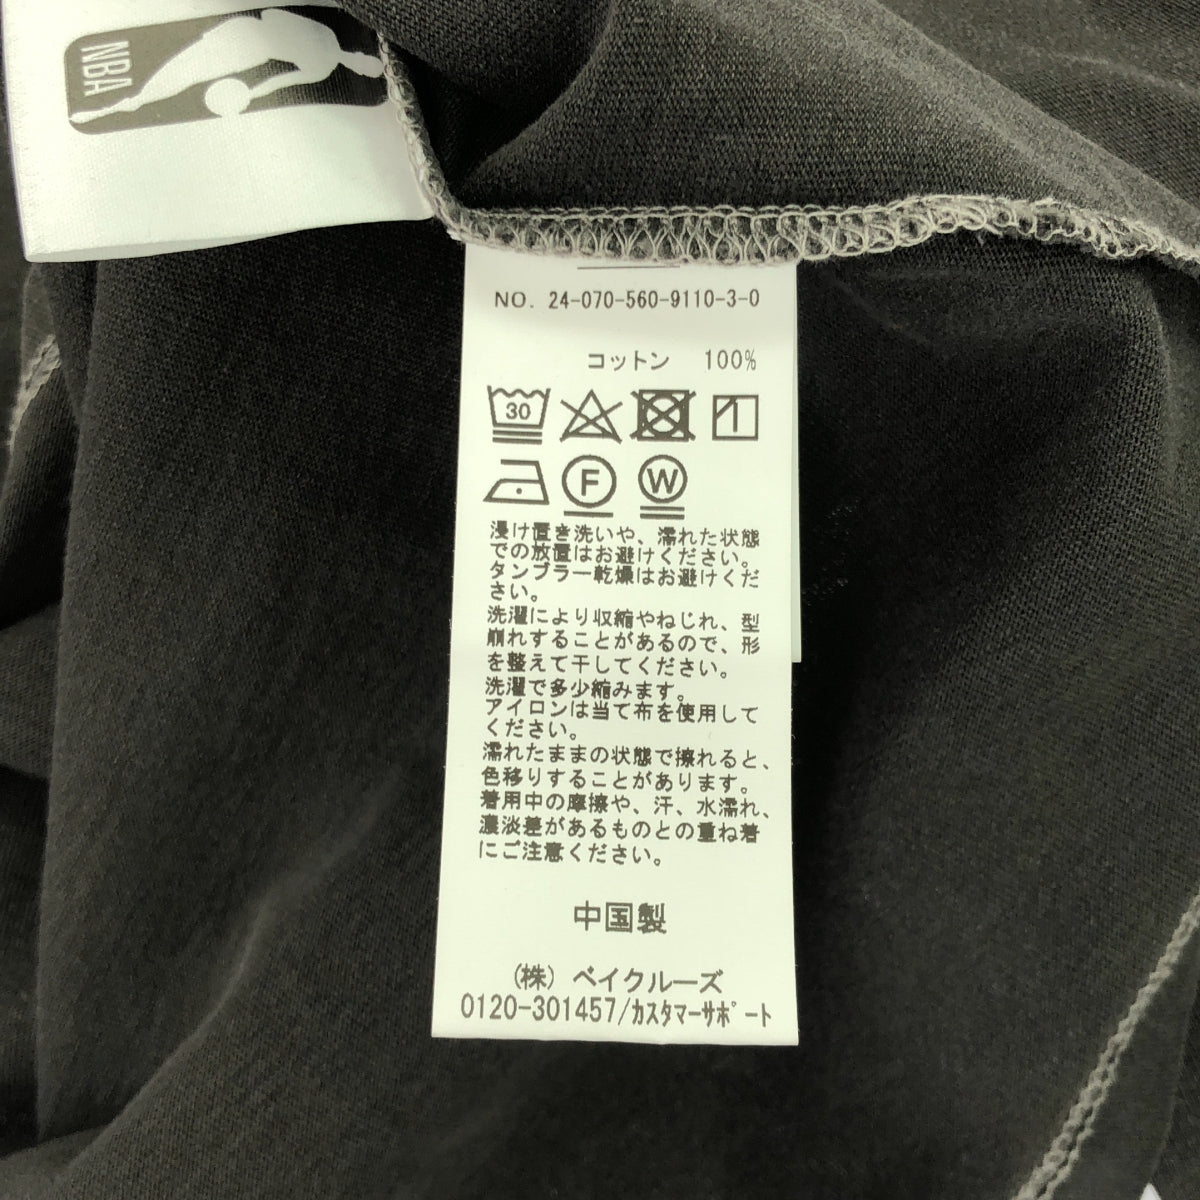 NBA
NO. 24-070-560-9110-3-0
コットン 100%
30
F W
浸け置き洗いや、濡れた状態
での放置はお避けください。
タンブラー乾燥はお避けくだ
さい。
洗濯により収縮やねじれ、型
崩れすることがあるので、形
を整えて干してください。
洗濯で多少縮みます。
アイロンは当て布を使用して
ください。
濡れたままの状態で擦れると、
色移りすることがあります。
着用中の摩擦や、汗、水濡れ、
濃淡差があるものとの重ね着
にご注意ください。
中国製
(株) ベイクルーズ
0120-301457/カスタマーサポート